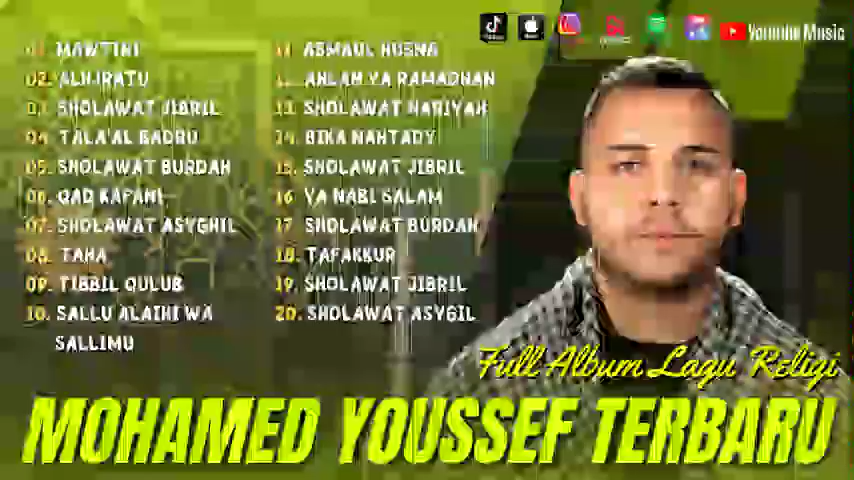 01. MAWTINI
02. ALHJRATU
03. SHOLAWAT JIBRIL
04. TALA'AL BADRU
05. SHOLAWAT BURDAH
06. QAD KAFANI
07. SHOLAWAT ASYGHIL
08. TAHA
09. TIBBIL QULUB
10. SALLU ALAIHI WA
SALLIMU
11. ASMAUL HUSNA
12. AHLAN YA RAMADHAN
13. SHOLAWAT NARIYAH
14. BIKA NAHTADY
15. SHOLAWAT JIBRIL
16. YA NABI SALAM
17. SHOLAWAT BURDAH
18. TAFAKKUR
19. SHOLAWAT JIBRIL
20. SHOLAWAT ASYGIL
YouTube Music
Full Album Lagu Religi
MOHAMED YOUSSEF TERBARU